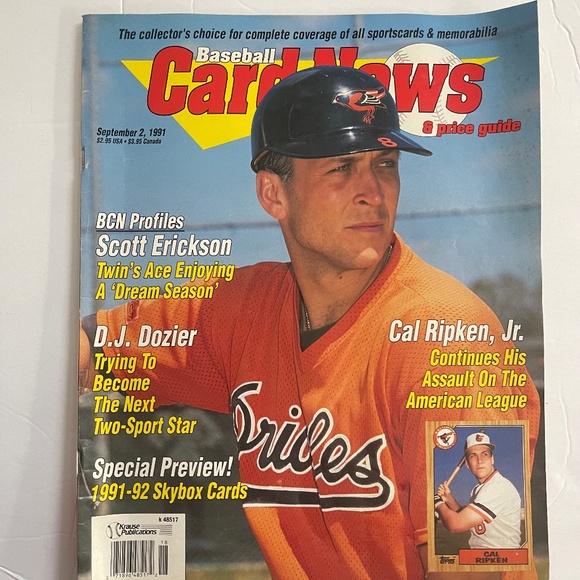 The collector's choice for complete coverage of all sportscards & memorabilia
Baseball
Card News
& price guide
September 2, 1991
$2.95 USA • $3.95 Canada
BCN Profiles
Scott Erickson
Twin's Ace Enjoying
A 'Dream Season'
D.J. Dozier
Trying To
Become
The Next
Two-Sport Star
Special Preview!
1991-92 Skybox Cards
Cal Ripken, Jr.
Continues His
Assault On The
American League
8
Orioles
topps
CAL
RIPKEN
Krause
Publications
k 48517
18